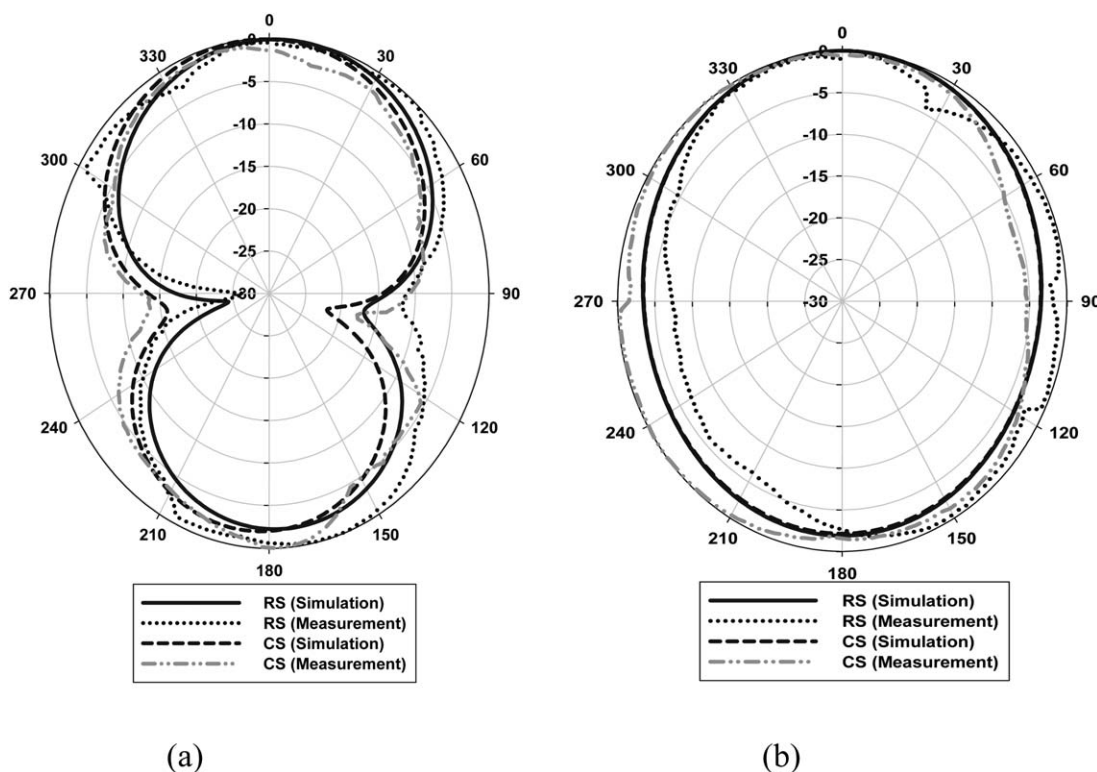 0
330 0 30
-5
-10
300 60
-15
-20
-25
270 -30 90
240 120
210 150
180
RS (Simulation)
RS (Measurement)
CS (Simulation)
CS (Measurement)
(a)
0
330 0 30
-5
-10
300 60
-15
-20
-25
270 -30 90
240 120
210 150
180
RS (Simulation)
RS (Measurement)
CS (Simulation)
CS (Measurement)
(b)